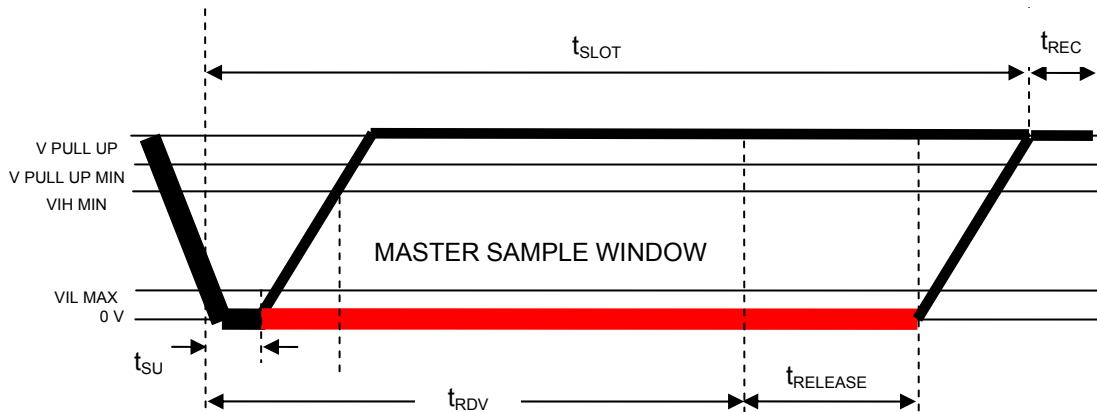 tSLOT
tREC
V PULL UP
V PULL UP MIN
VIH MIN
MASTER SAMPLE WINDOW
VIL MAX
0 V
tSU
tRDV
tRELEASE